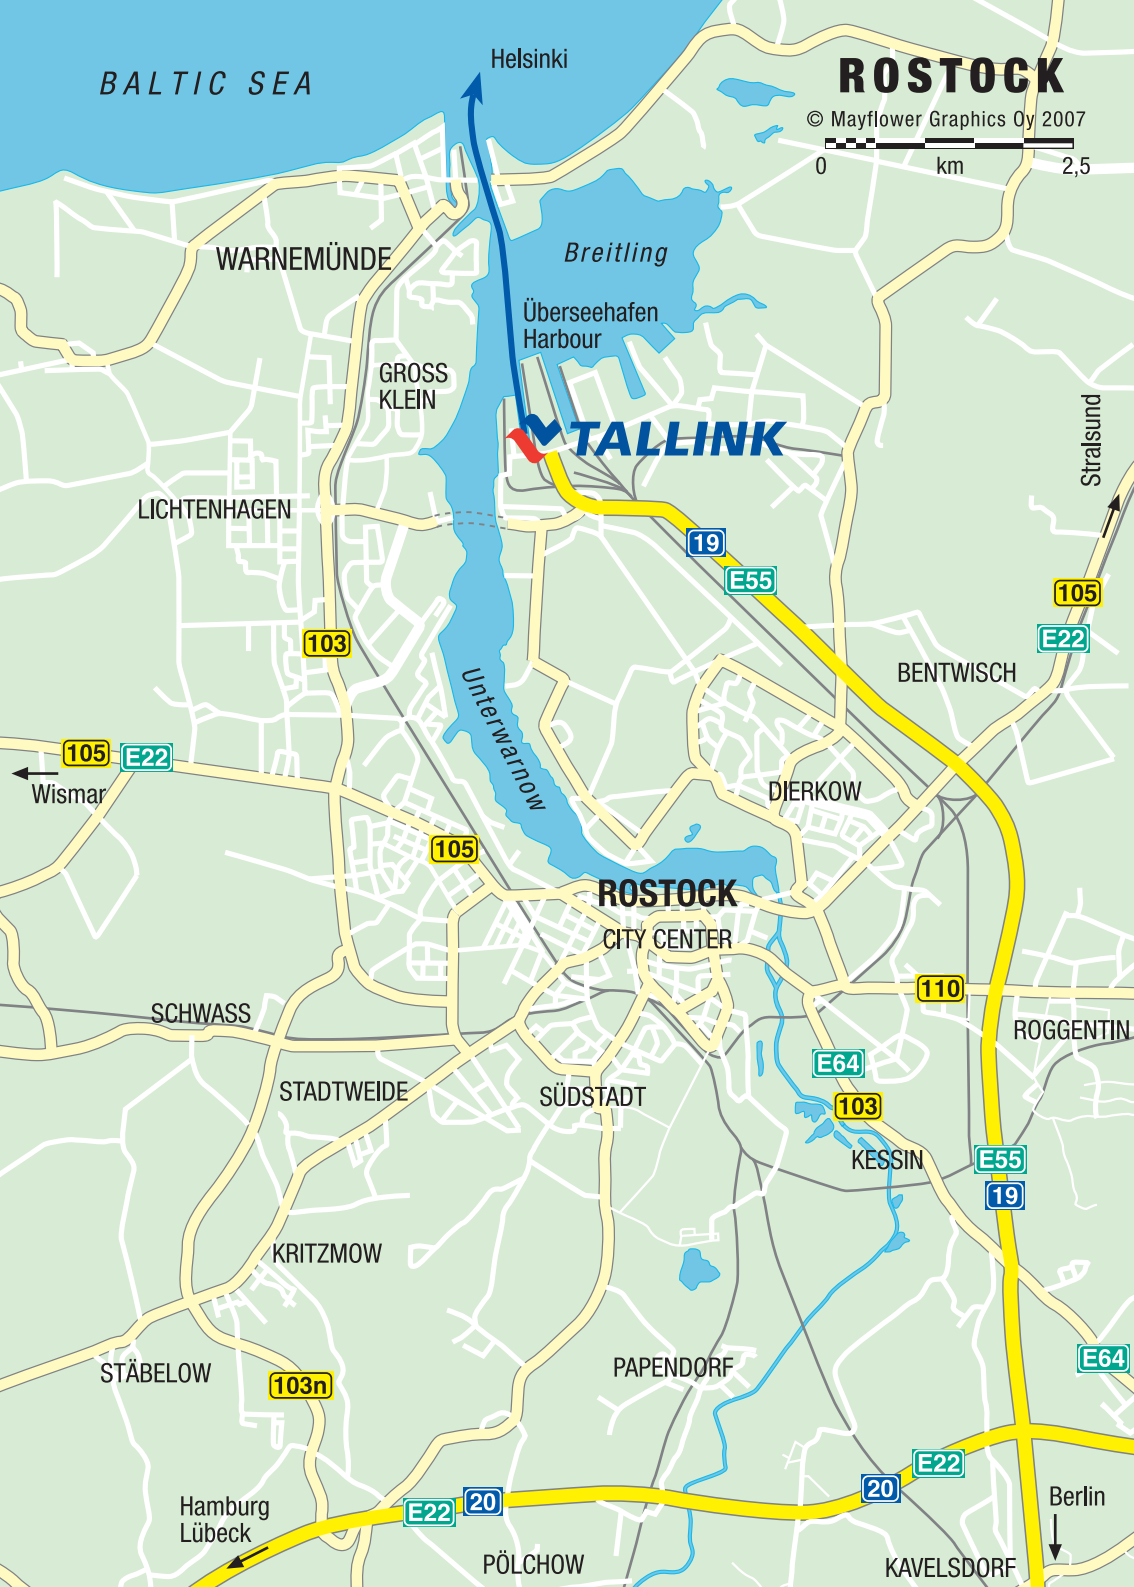 Helsinki
BALTIC SEA
ROSTOCK
© Mayflower Graphics Oy 2007
0 km 2,5
WARNEMÜNDE
Breitling
Überseehafen
Harbour
GROSS
KLEIN
TALLINK
Stralsund
LICHTENHAGEN
19
E55
105
E22
103
BENTWISCH
Unterwarnow
105
E22
Wismar
DIERKOW
105
ROSTOCK
CITY CENTER
110
SCHWASS
ROGGENTIN
E64
STADTWEIDE
SÜDSTADT
103
KESSIN
E55
19
KRITZMOW
STÄBELOW
103n
PAPENDORF
E64
E22
20
Hamburg
Lübeck
E22
20
Berlin
PÖLCHOW
KAVELSDORF